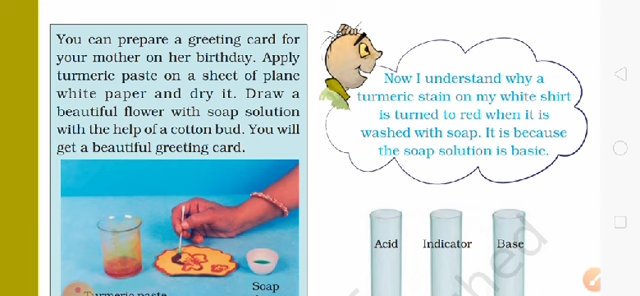 You can prepare a greeting card for
your mother on her birthday. Apply
turmeric paste on a sheet of plane
white paper and dry it. Draw a
beautiful flower with soap solution
with the help of a cotton bud. You will
get a beautiful greeting card.
Turmeric paste
Soap
Now I understand why a
turmeric stain on my white shirt
is turned to red when it is
washed with soap. It is because
the soap solution is basic.
Acid Indicator Base